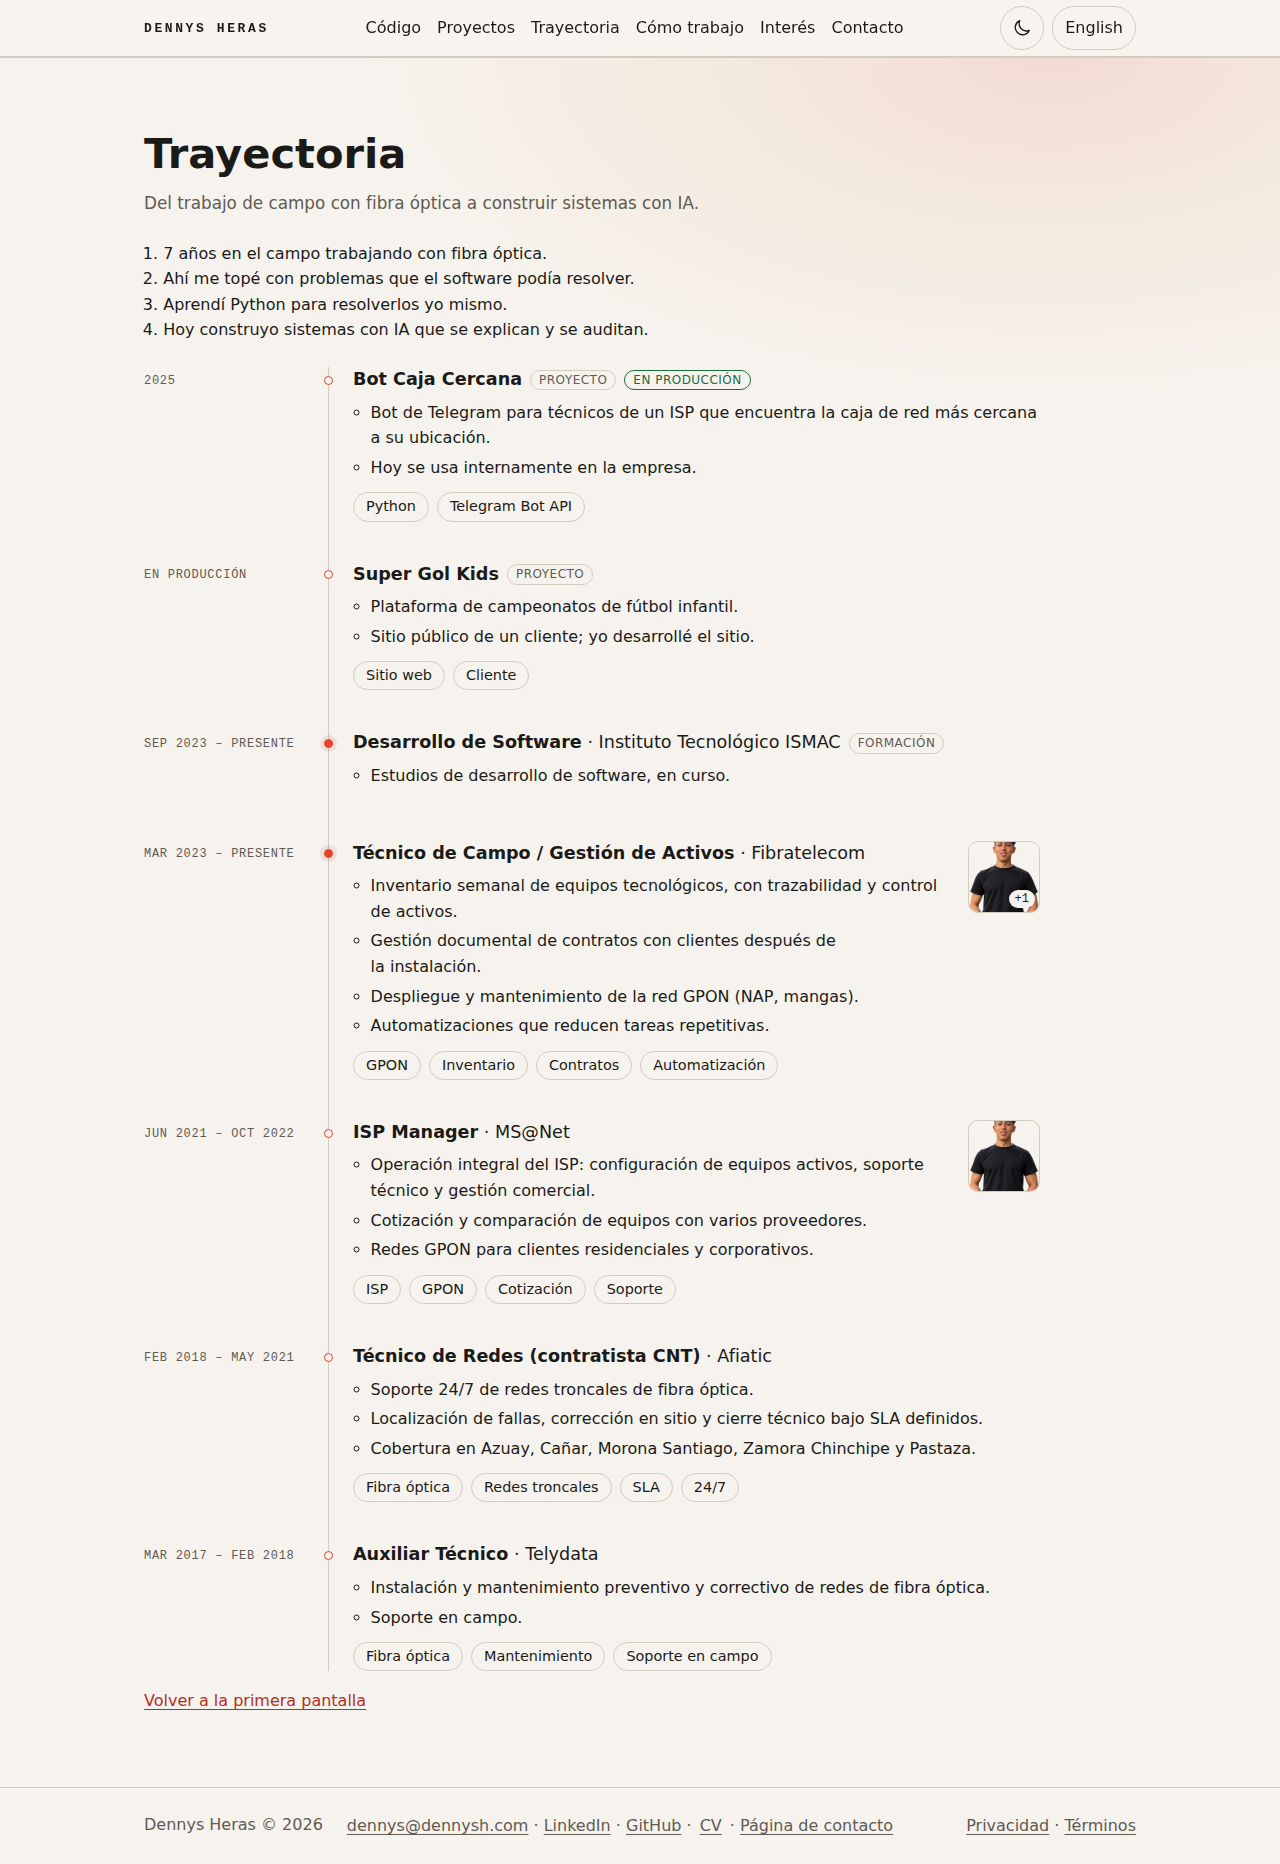 DENNYS HERAS
Código Proyectos Trayectoria Cómo trabajo Interés Contacto
English
Trayectoria
Del trabajo de campo con fibra óptica a construir sistemas con IA.
1. 7 años en el campo trabajando con fibra óptica.
2. Ahí me topé con problemas que el software podía resolver.
3. Aprendí Python para resolverlos yo mismo.
4. Hoy construyo sistemas con IA que se explican y se auditan.
2025
Bot Caja Cercana PROYECTO EN PRODUCCIÓN
Bot de Telegram para técnicos de un ISP que encuentra la caja de red más cercana
a su ubicación.
Hoy se usa internamente en la empresa.
Python Telegram Bot API
EN PRODUCCIÓN
Super Gol Kids PROYECTO
Plataforma de campeonatos de fútbol infantil.
Sitio público de un cliente; yo desarrollé el sitio.
Sitio web Cliente
SEP 2023 – PRESENTE
Desarrollo de Software · Instituto Tecnológico ISMAC FORMACIÓN
Estudios de desarrollo de software, en curso.
MAR 2023 – PRESENTE
Técnico de Campo / Gestión de Activos · Fibratelecom
Inventario semanal de equipos tecnológicos, con trazabilidad y control
de activos.
Gestión documental de contratos con clientes después de
la instalación.
Despliegue y mantenimiento de la red GPON (NAP, mangas).
Automatizaciones que reducen tareas repetitivas.
GPON Inventario Contratos Automatización
+1
JUN 2021 – OCT 2022
ISP Manager · MS@Net
Operación integral del ISP: configuración de equipos activos, soporte
técnico y gestión comercial.
Cotización y comparación de equipos con varios proveedores.
Redes GPON para clientes residenciales y corporativos.
ISP GPON Cotización Soporte
FEB 2018 – MAY 2021
Técnico de Redes (contratista CNT) · Afiatic
Soporte 24/7 de redes troncales de fibra óptica.
Localización de fallas, corrección en sitio y cierre técnico bajo SLA definidos.
Cobertura en Azuay, Cañar, Morona Santiago, Zamora Chinchipe y Pastaza.
Fibra óptica Redes troncales SLA 24/7
MAR 2017 – FEB 2018
Auxiliar Técnico · Telydata
Instalación y mantenimiento preventivo y correctivo de redes de fibra óptica.
Soporte en campo.
Fibra óptica Mantenimiento Soporte en campo
Volver a la primera pantalla
Dennys Heras © 2026 dennys@dennysh.com · LinkedIn · GitHub · CV · Página de contacto Privacidad · Términos